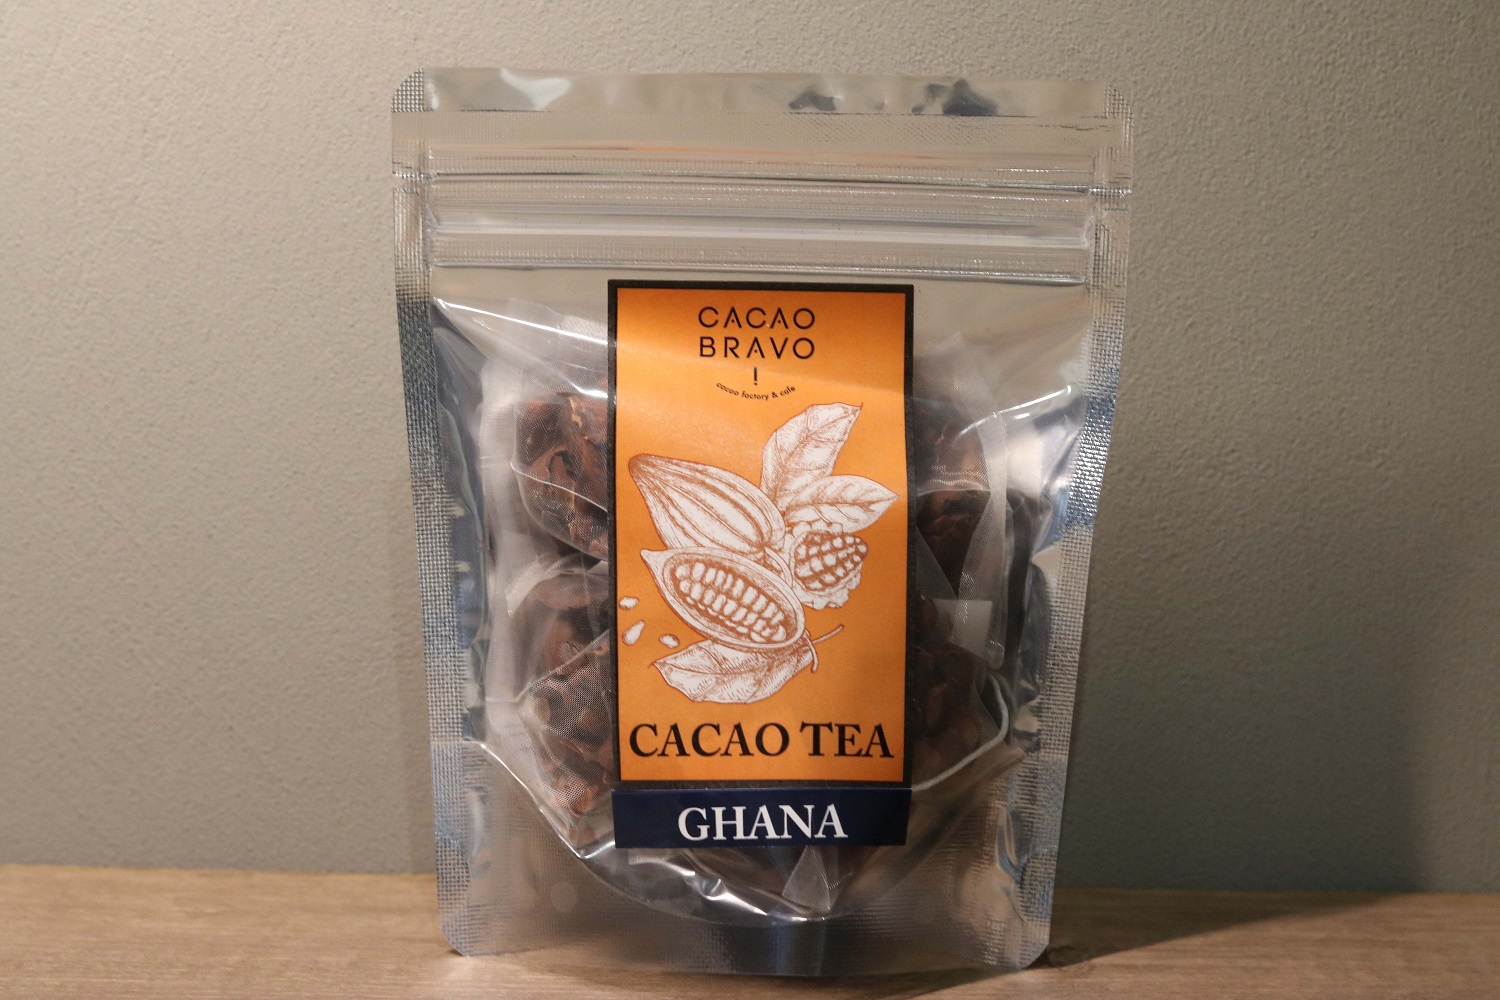 CACAO
BRAVO
!
cacao factory & cafe
CACAO TEA
GHANA